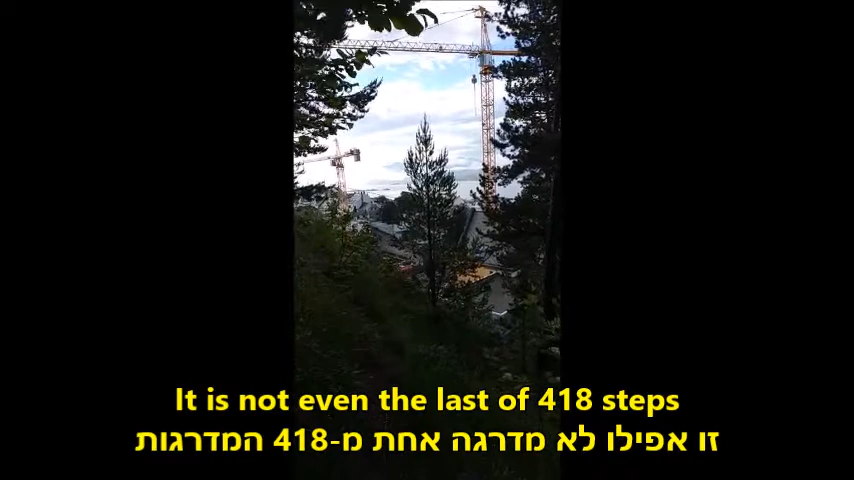 It is not even the last of 418 steps
זו אפילו לא מדרגה אחת מ-418 המדרגות